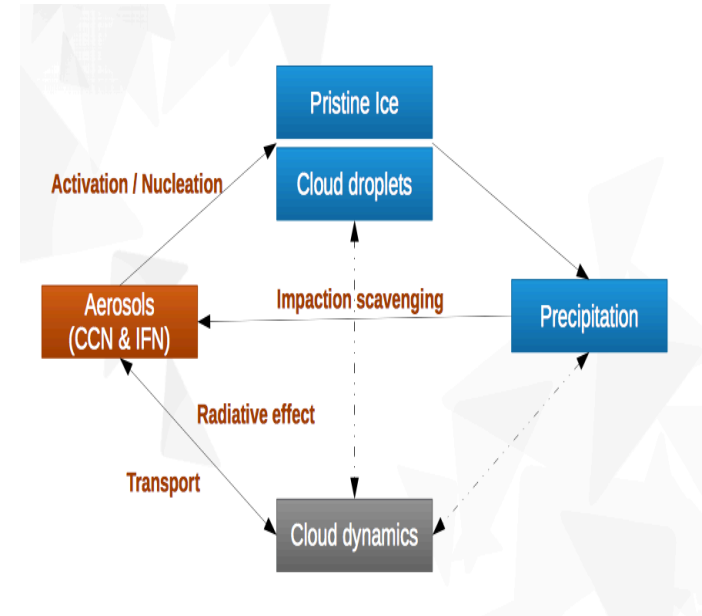 Pristine Ice
Activation / Nucleation
Cloud droplets
Aerosols
(CCN & IFN)
Impaction scavenging
Precipitation
Radiative effect
Transport
Cloud dynamics